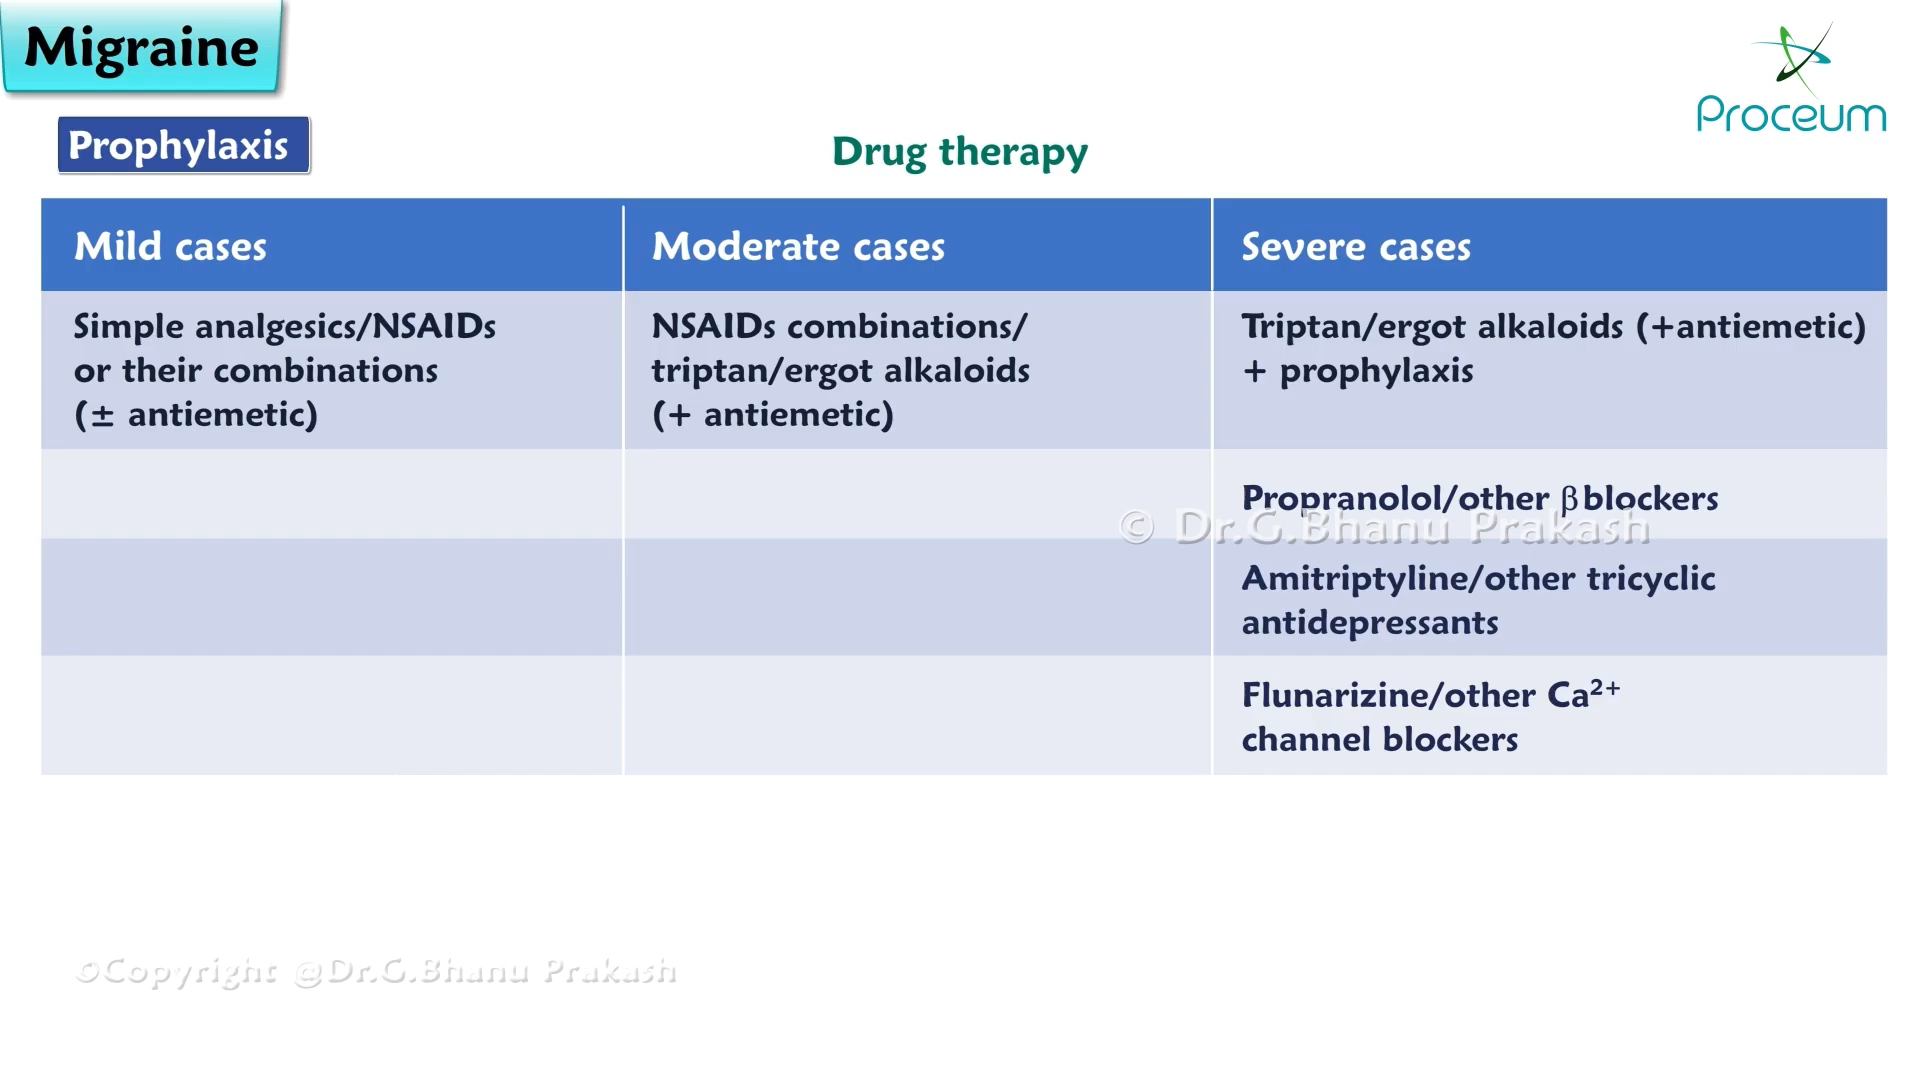 Migraine
Proceum
Prophylaxis
Drug therapy
Mild cases
Moderate cases
Severe cases
Simple analgesics/NSAIDs
or their combinations
(± antiemetic)
NSAIDs combinations/
triptan/ergot alkaloids
(+ antiemetic)
Triptan/ergot alkaloids (+antiemetic)
+ prophylaxis
Propranolol/other β blockers
© Dr.G.Bhanu Prakash
Amitriptyline/other tricyclic
antidepressants
Flunarizine/other Ca²⁺
channel blockers
©Copyright @Dr.G.Bhanu Prakash